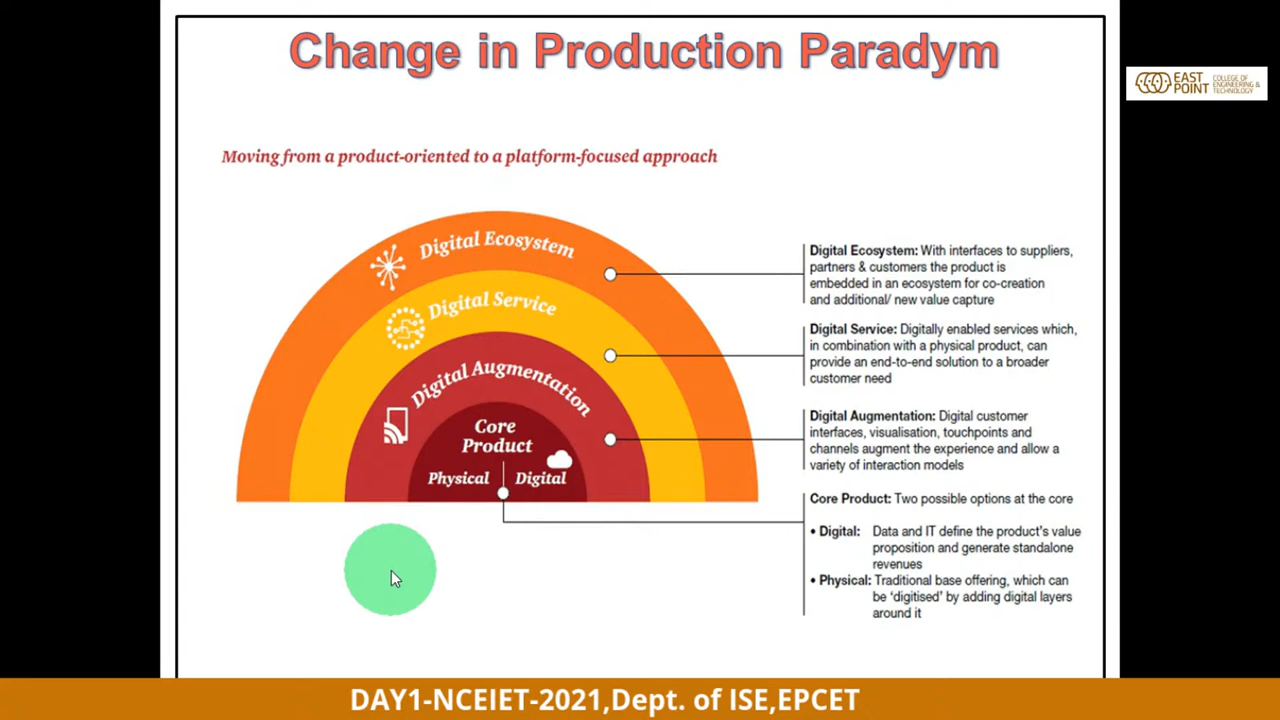 Change in Production Paradym
EAST
POINT
COLLEGE OF
ENGINEERING &
TECHNOLOGY
Moving from a product-oriented to a platform-focused approach
Digital Ecosystem
Digital Service
Digital Augmentation
Core
Product
Physical
Digital
Digital Ecosystem: With interfaces to suppliers,
partners & customers the product is
embedded in an ecosystem for co-creation
and additional/ new value capture
Digital Service: Digitally enabled services which,
in combination with a physical product, can
provide an end-to-end solution to a broader
customer need
Digital Augmentation: Digital customer
interfaces, visualisation, touchpoints and
channels augment the experience and allow a
variety of interaction models
Core Product: Two possible options at the core
• Digital: Data and IT define the product's value
proposition and generate standalone
revenues
• Physical: Traditional base offering, which can
be ‘digitised’ by adding digital layers
around it
DAY1-NCEIET-2021,Dept. of ISE,EPCET